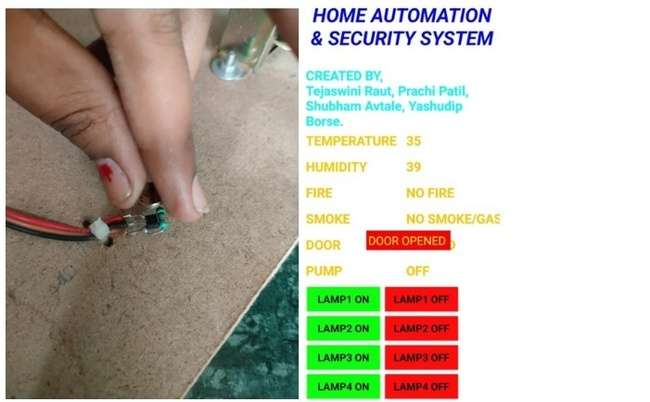 HOME AUTOMATION
& SECURITY SYSTEM
CREATED BY,
Tejaswini Raut, Prachi Patil,
Shubham Avtale, Yashudip
Borse.
TEMPERATURE 35
HUMIDITY 39
FIRE NO FIRE
SMOKE NO SMOKE/GAS
DOOR DOOR OPENED
PUMP OFF
LAMP1 ON LAMP1 OFF
LAMP2 ON LAMP2 OFF
LAMP3 ON LAMP3 OFF
LAMP4 ON LAMP4 OFF